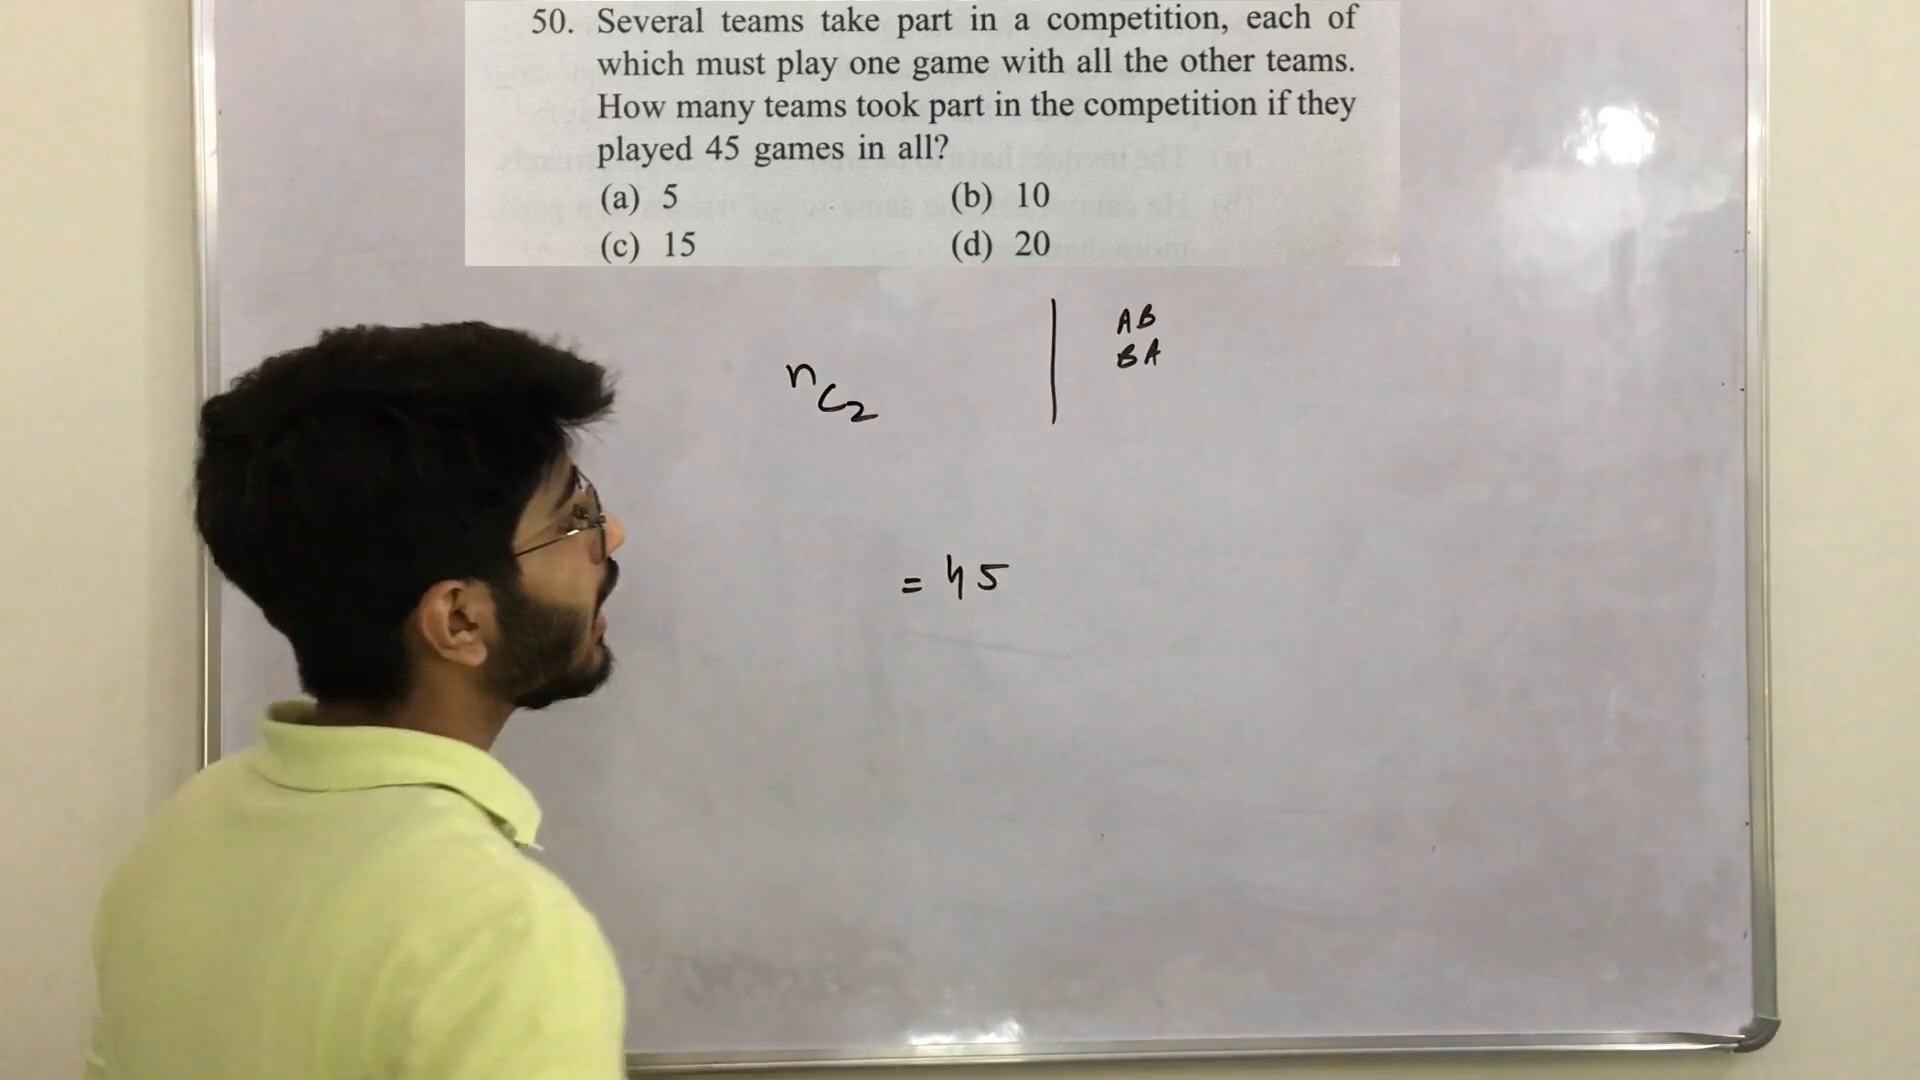 50. Several teams take part in a competition, each of
which must play one game with all the other teams.
How many teams took part in the competition if they
played 45 games in all?
(a) 5 (b) 10
(c) 15 (d) 20
nC2
AB
BA
= 45